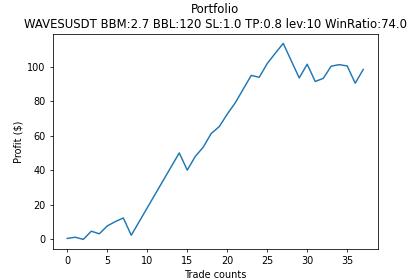 Portfolio
WAVESUSDT BBM:2.7 BBL:120 SL:1.0 TP:0.8 lev:10 WinRatio:74.0
Profit ($)
100
80
60
40
20
0
0 5 10 15 20 25 30 35
Trade counts